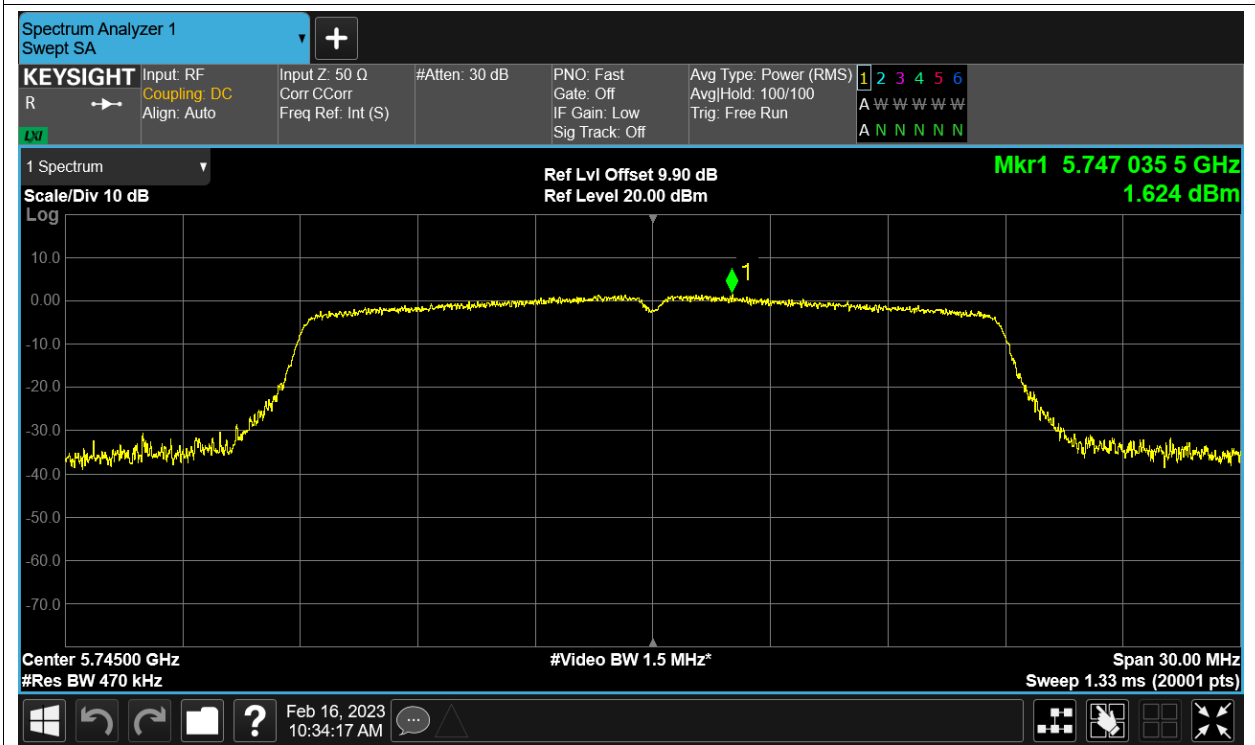 Spectrum Analyzer 1
Swept SA
KEYSIGHT
R
LXI
Input: RF
Coupling: DC
Align: Auto
Input Z: 50 Ω
Corr CCorr
Freq Ref: Int (S)
#Atten: 30 dB
PNO: Fast
Gate: Off
IF Gain: Low
Sig Track: Off
Avg Type: Power (RMS)
Avg|Hold: 100/100
Trig: Free Run
1 2 3 4 5 6
A W W W W W
A N N N N N
1 Spectrum
Scale/Div 10 dB
Log
Ref Lvl Offset 9.90 dB
Ref Level 20.00 dBm
Mkr1 5.747 035 5 GHz
1.624 dBm
10.0
0.00
-10.0
-20.0
-30.0
-40.0
-50.0
-60.0
-70.0
1
Center 5.74500 GHz
#Res BW 470 kHz
#Video BW 1.5 MHz*
Span 30.00 MHz
Sweep 1.33 ms (20001 pts)
?
Feb 16, 2023
10:34:17 AM